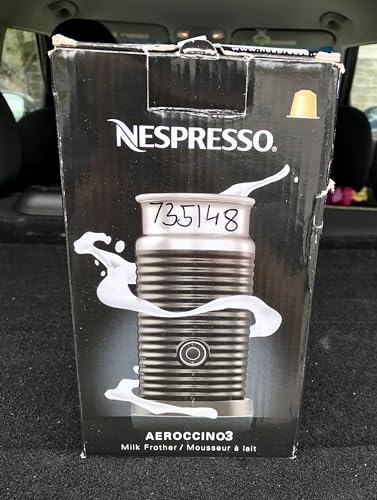 NESPRESSO®
735148
AEROCCINO3
Milk Frother / Mousseur à lait